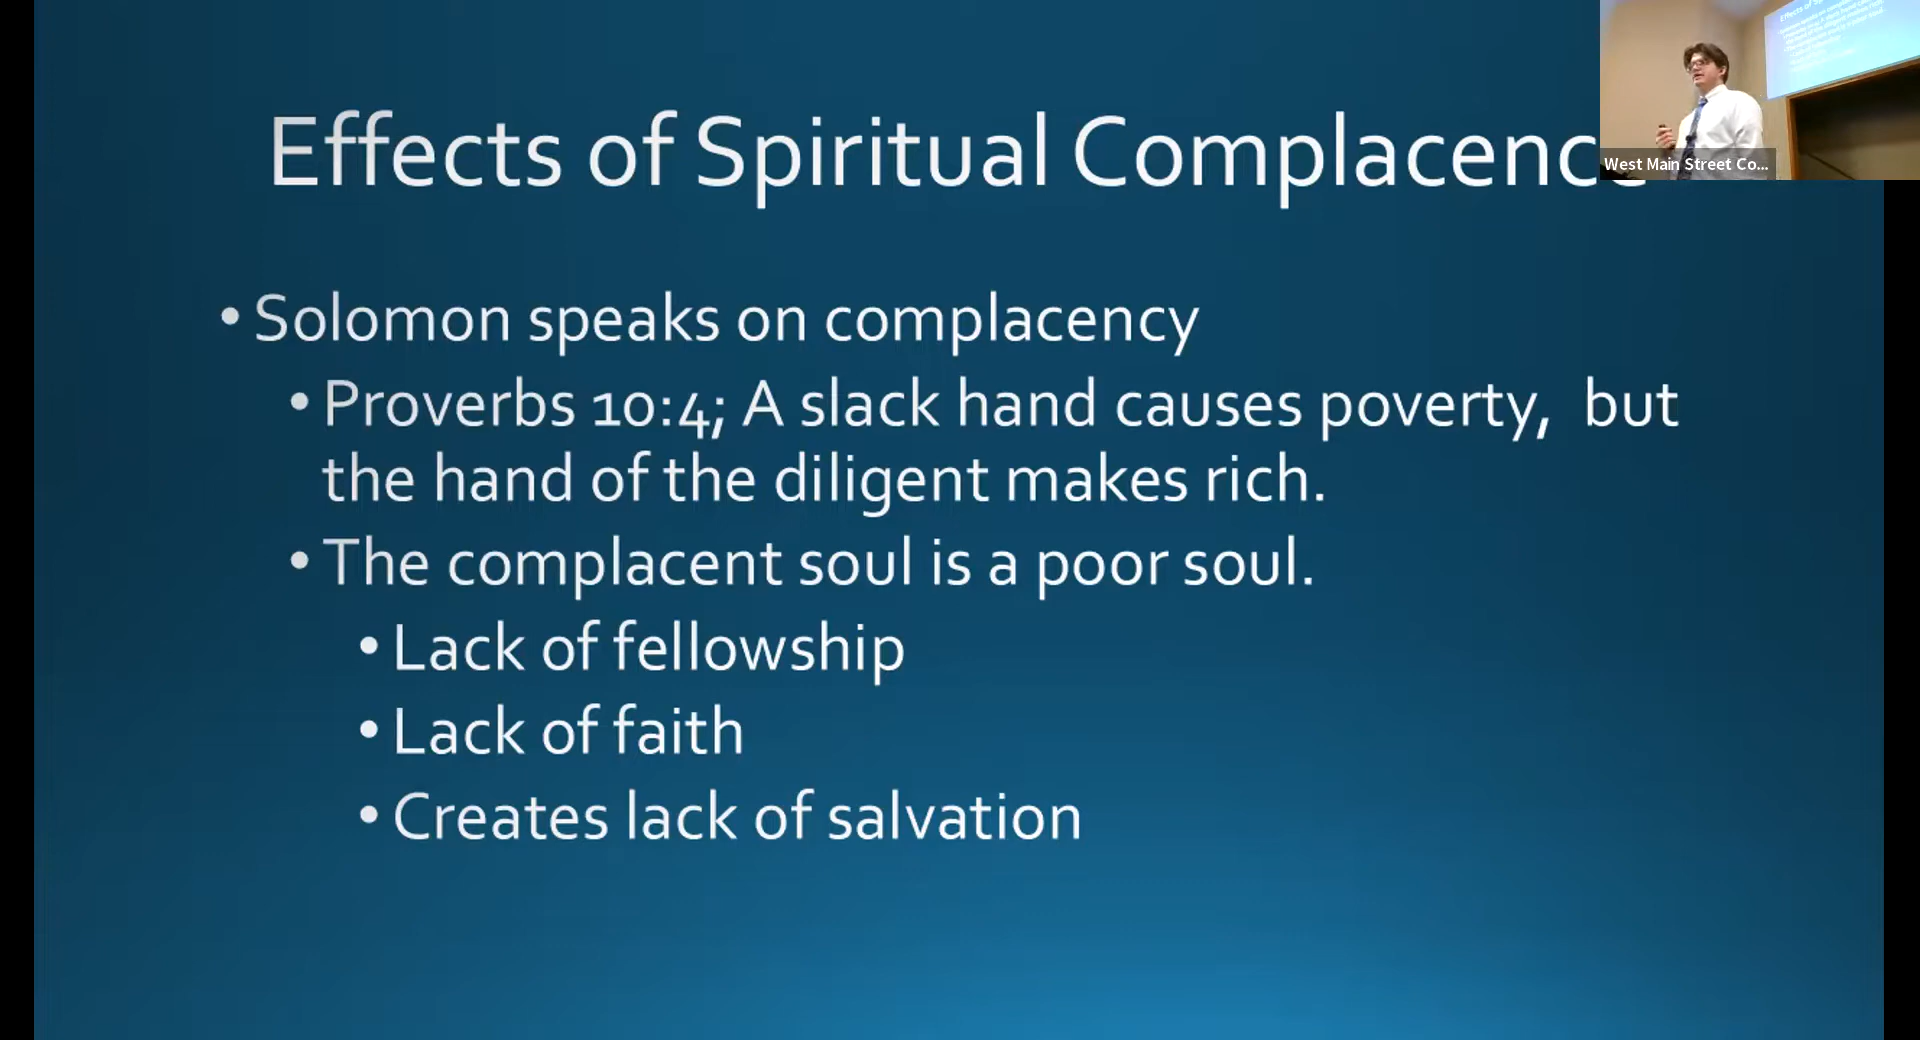 Effects of Spiritual Complacenc
West Main Street Co...
• Solomon speaks on complacency
• Proverbs 10:4; A slack hand causes poverty, but
the hand of the diligent makes rich.
• The complacent soul is a poor soul.
• Lack of fellowship
• Lack of faith
• Creates lack of salvation